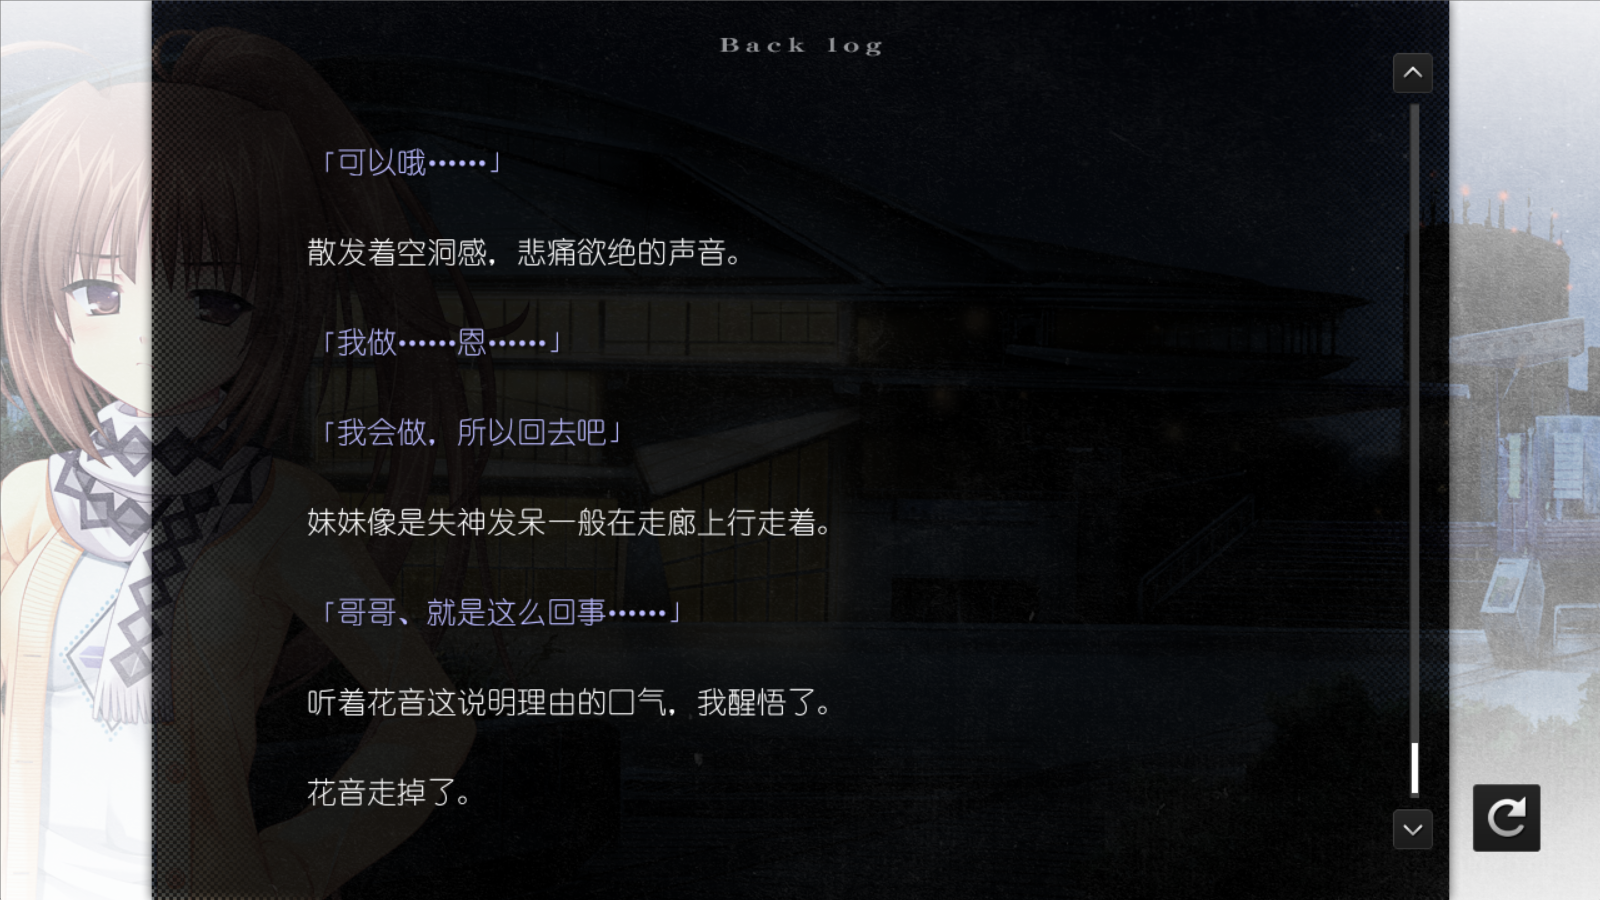 Back log
「可以哦……」
散发着空洞感，悲痛欲绝的声音。
「我做……恩……」
「我会做，所以回去吧」
妹妹像是失神发呆一般在走廊上行走着。
「哥哥、就是这么回事……」
听着花音这说明理由的口气，我醒悟了。
花音走掉了。